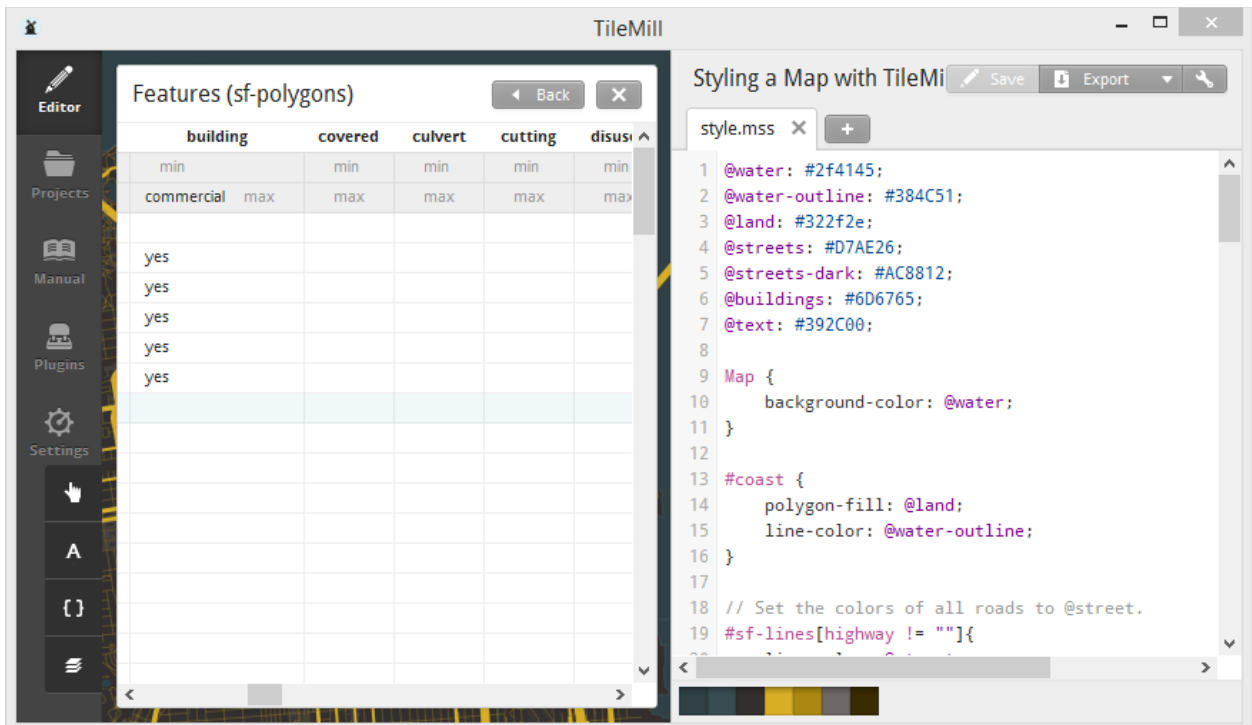 TileMill
Editor
Projects
Manual
Plugins
Settings
A
{}
Features (sf-polygons)
Back
building covered culvert cutting
min min min min min
commercial max max max max max
yes
yes
yes
yes
yes
Styling a Map with TileMi
Save
Export
style.mss
+
1 @water: #2f4145;
2 @water-outline: #384C51;
3 @land: #322f2e;
4 @streets: #D7AE26;
5 @streets-dark: #AC8812;
6 @buildings: #6D6765;
7 @text: #392C00;
8
9 Map {
10 background-color: @water;
11 }
12
13 #coast {
14 polygon-fill: @land;
15 line-color: @water-outline;
16 }
17
18 // Set the colors of all roads to @street.
19 #sf-lines[highway != ""]{